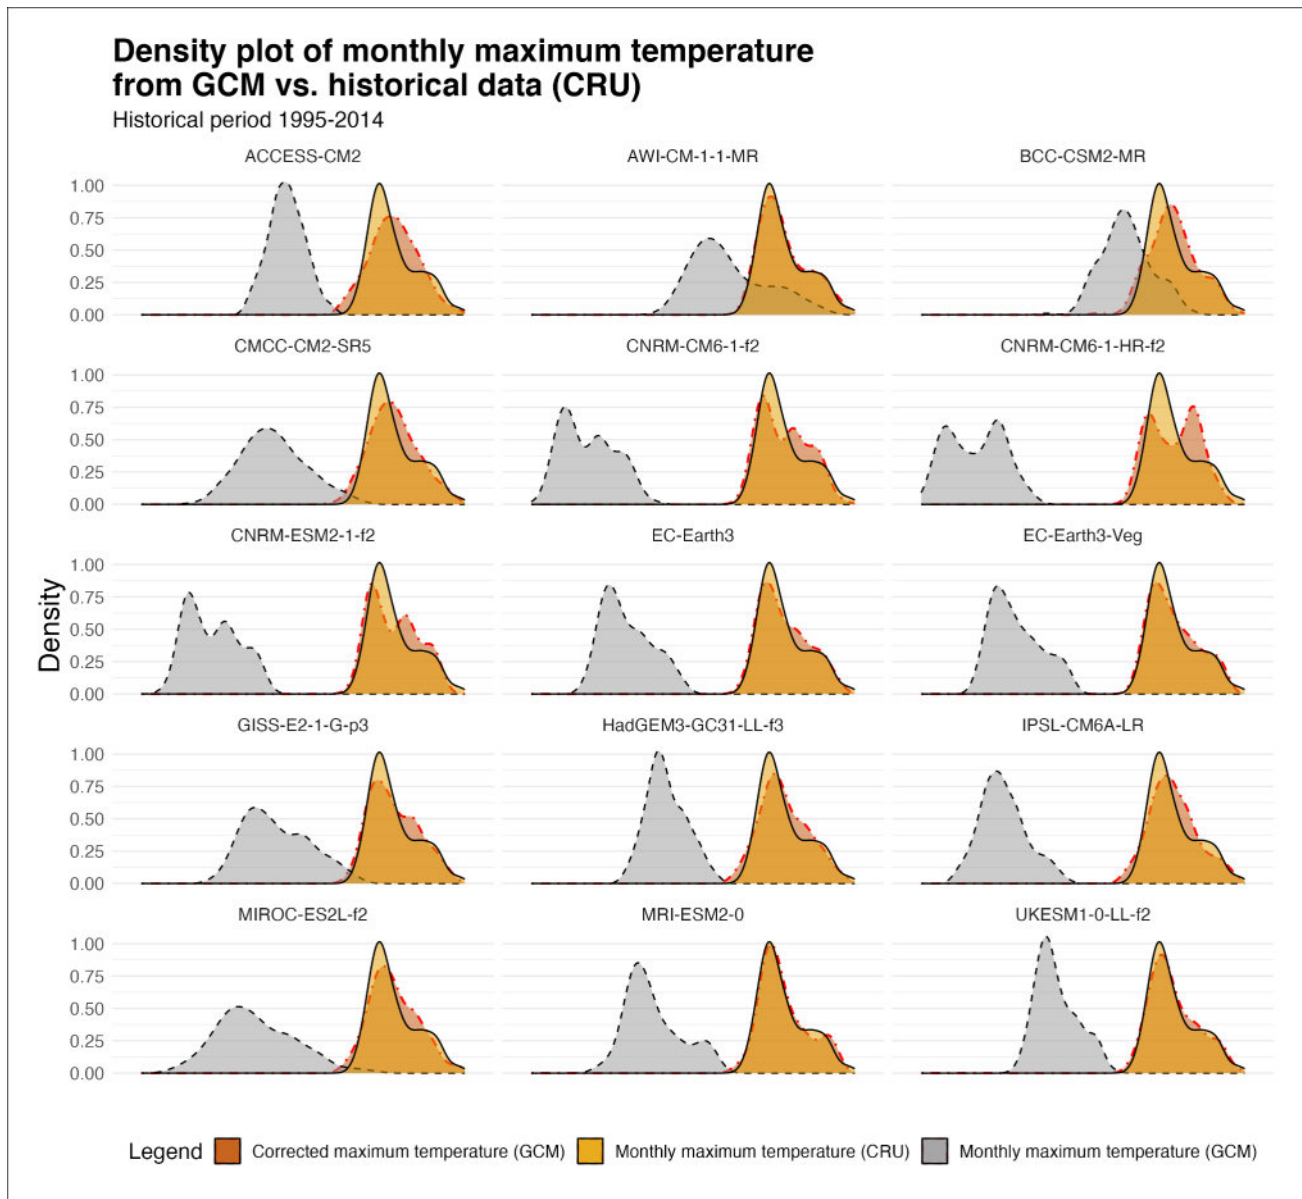 Density plot of monthly maximum temperature
from GCM vs. historical data (CRU)
Historical period 1995-2014
ACCESS-CM2 AWI-CM-1-1-MR BCC-CSM2-MR
1.00
0.75
0.50
0.25
0.00
CMCC-CM2-SR5 CNRM-CM6-1-f2 CNRM-CM6-1-HR-f2
1.00
0.75
0.50
0.25
0.00
CNRM-ESM2-1-f2 EC-Earth3 EC-Earth3-Veg
1.00
0.75
0.50
0.25
0.00
Density
GISS-E2-1-G-p3 HadGEM3-GC31-LL-f3 IPSL-CM6A-LR
1.00
0.75
0.50
0.25
0.00
MIROC-ES2L-f2 MRI-ESM2-0 UKESM1-0-LL-f2
1.00
0.75
0.50
0.25
0.00
Legend Corrected maximum temperature (GCM) Monthly maximum temperature (CRU) Monthly maximum temperature (GCM)